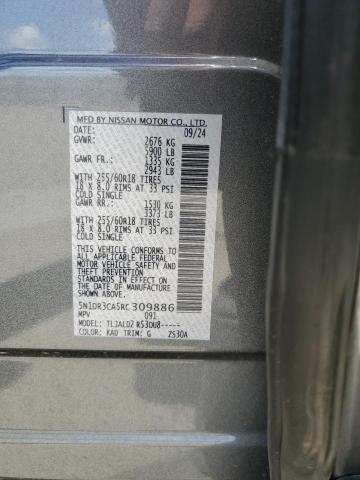 MFD BY NISSAN MOTOR CO., LTD.
DATE: 09/24
GVWR: 2676 KG
5900 LB
GAWR FR: 1335 KG
2943 LB
WITH 255/60R18 TIRES
18 X 8.0 RIMS AT 33 PSI
COLD SINGLE
GAWR RR: 1530 KG
3373 LB
WITH 255/60R18 TIRES
18 X 8.0 RIMS AT 33 PSI
COLD SINGLE
THIS VEHICLE CONFORMS TO
ALL APPLICABLE FEDERAL
MOTOR VEHICLE SAFETY AND
THEFT PREVENTION STANDARDS
IN EFFECT ON THE DATE OF
MANUFACTURE SHOWN ABOVE.
5N1DR3CA5RC309886
MPV 091
TL3ALD2 R53DU8-----
COLOR: KAD TRIM: G ZS30A